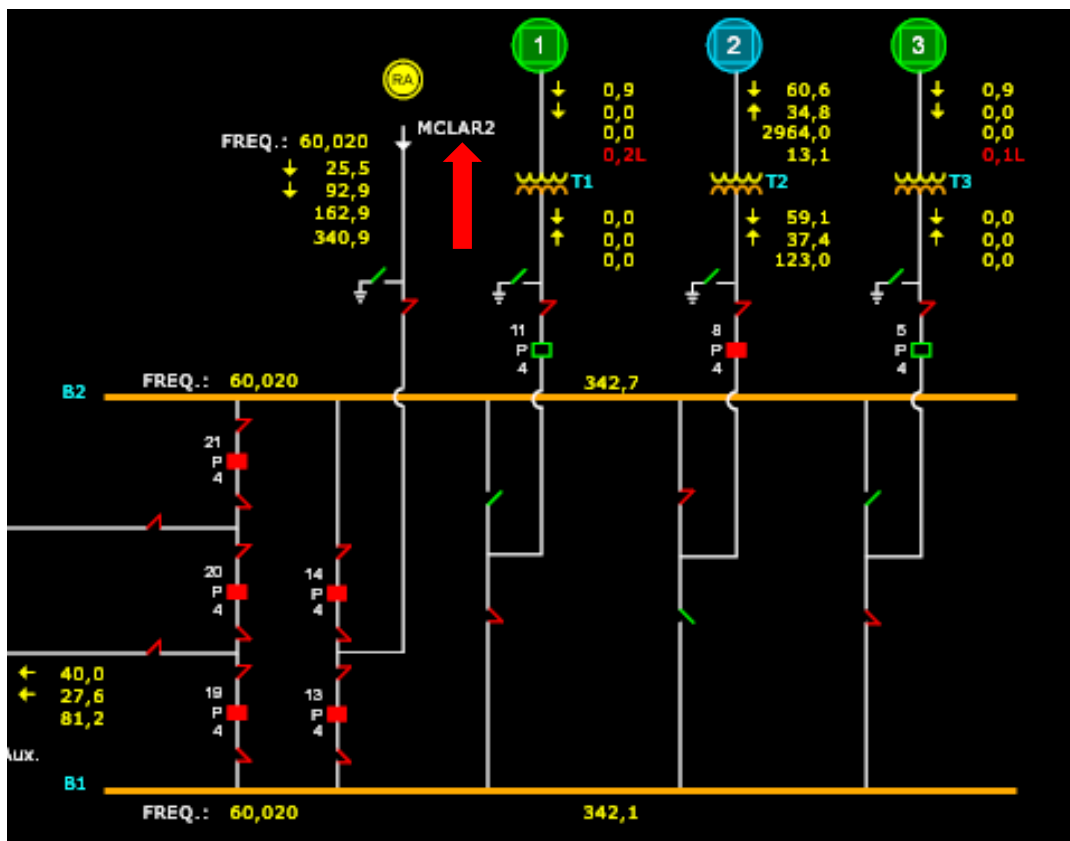 1
2
3
RA
MCLAR2
FREQ.: 60,020
25,5
92,9
162,9
340,9
0,9
0,0
0,0
0,2L
T1
0,0
0,0
0,0
60,6
34,8
2964,0
13,1
T2
59,1
37,4
123,0
0,9
0,0
0,0
0,1L
T3
0,0
0,0
0,0
11
P
4
8
P
4
5
P
4
B2
FREQ.: 60,020
342,7
21
P
4
20
P
4
14
P
4
40,0
27,6
81,2
19
P
4
13
P
4
Aux.
B1
FREQ.: 60,020
342,1